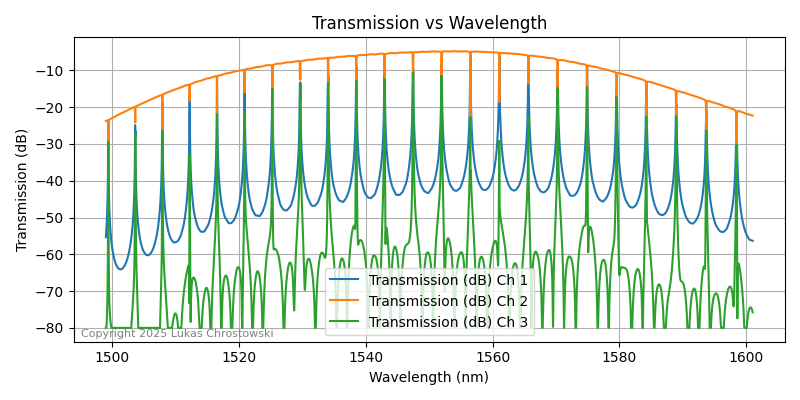 Transmission vs Wavelength
Transmission (dB)
−10
−20
−30
−40
−50
−60
−70
−80
Transmission (dB) Ch 1
Transmission (dB) Ch 2
Transmission (dB) Ch 3
Copyright 2025 Lukas Chrostowski
1500
1520
1540
1560
1580
1600
Wavelength (nm)